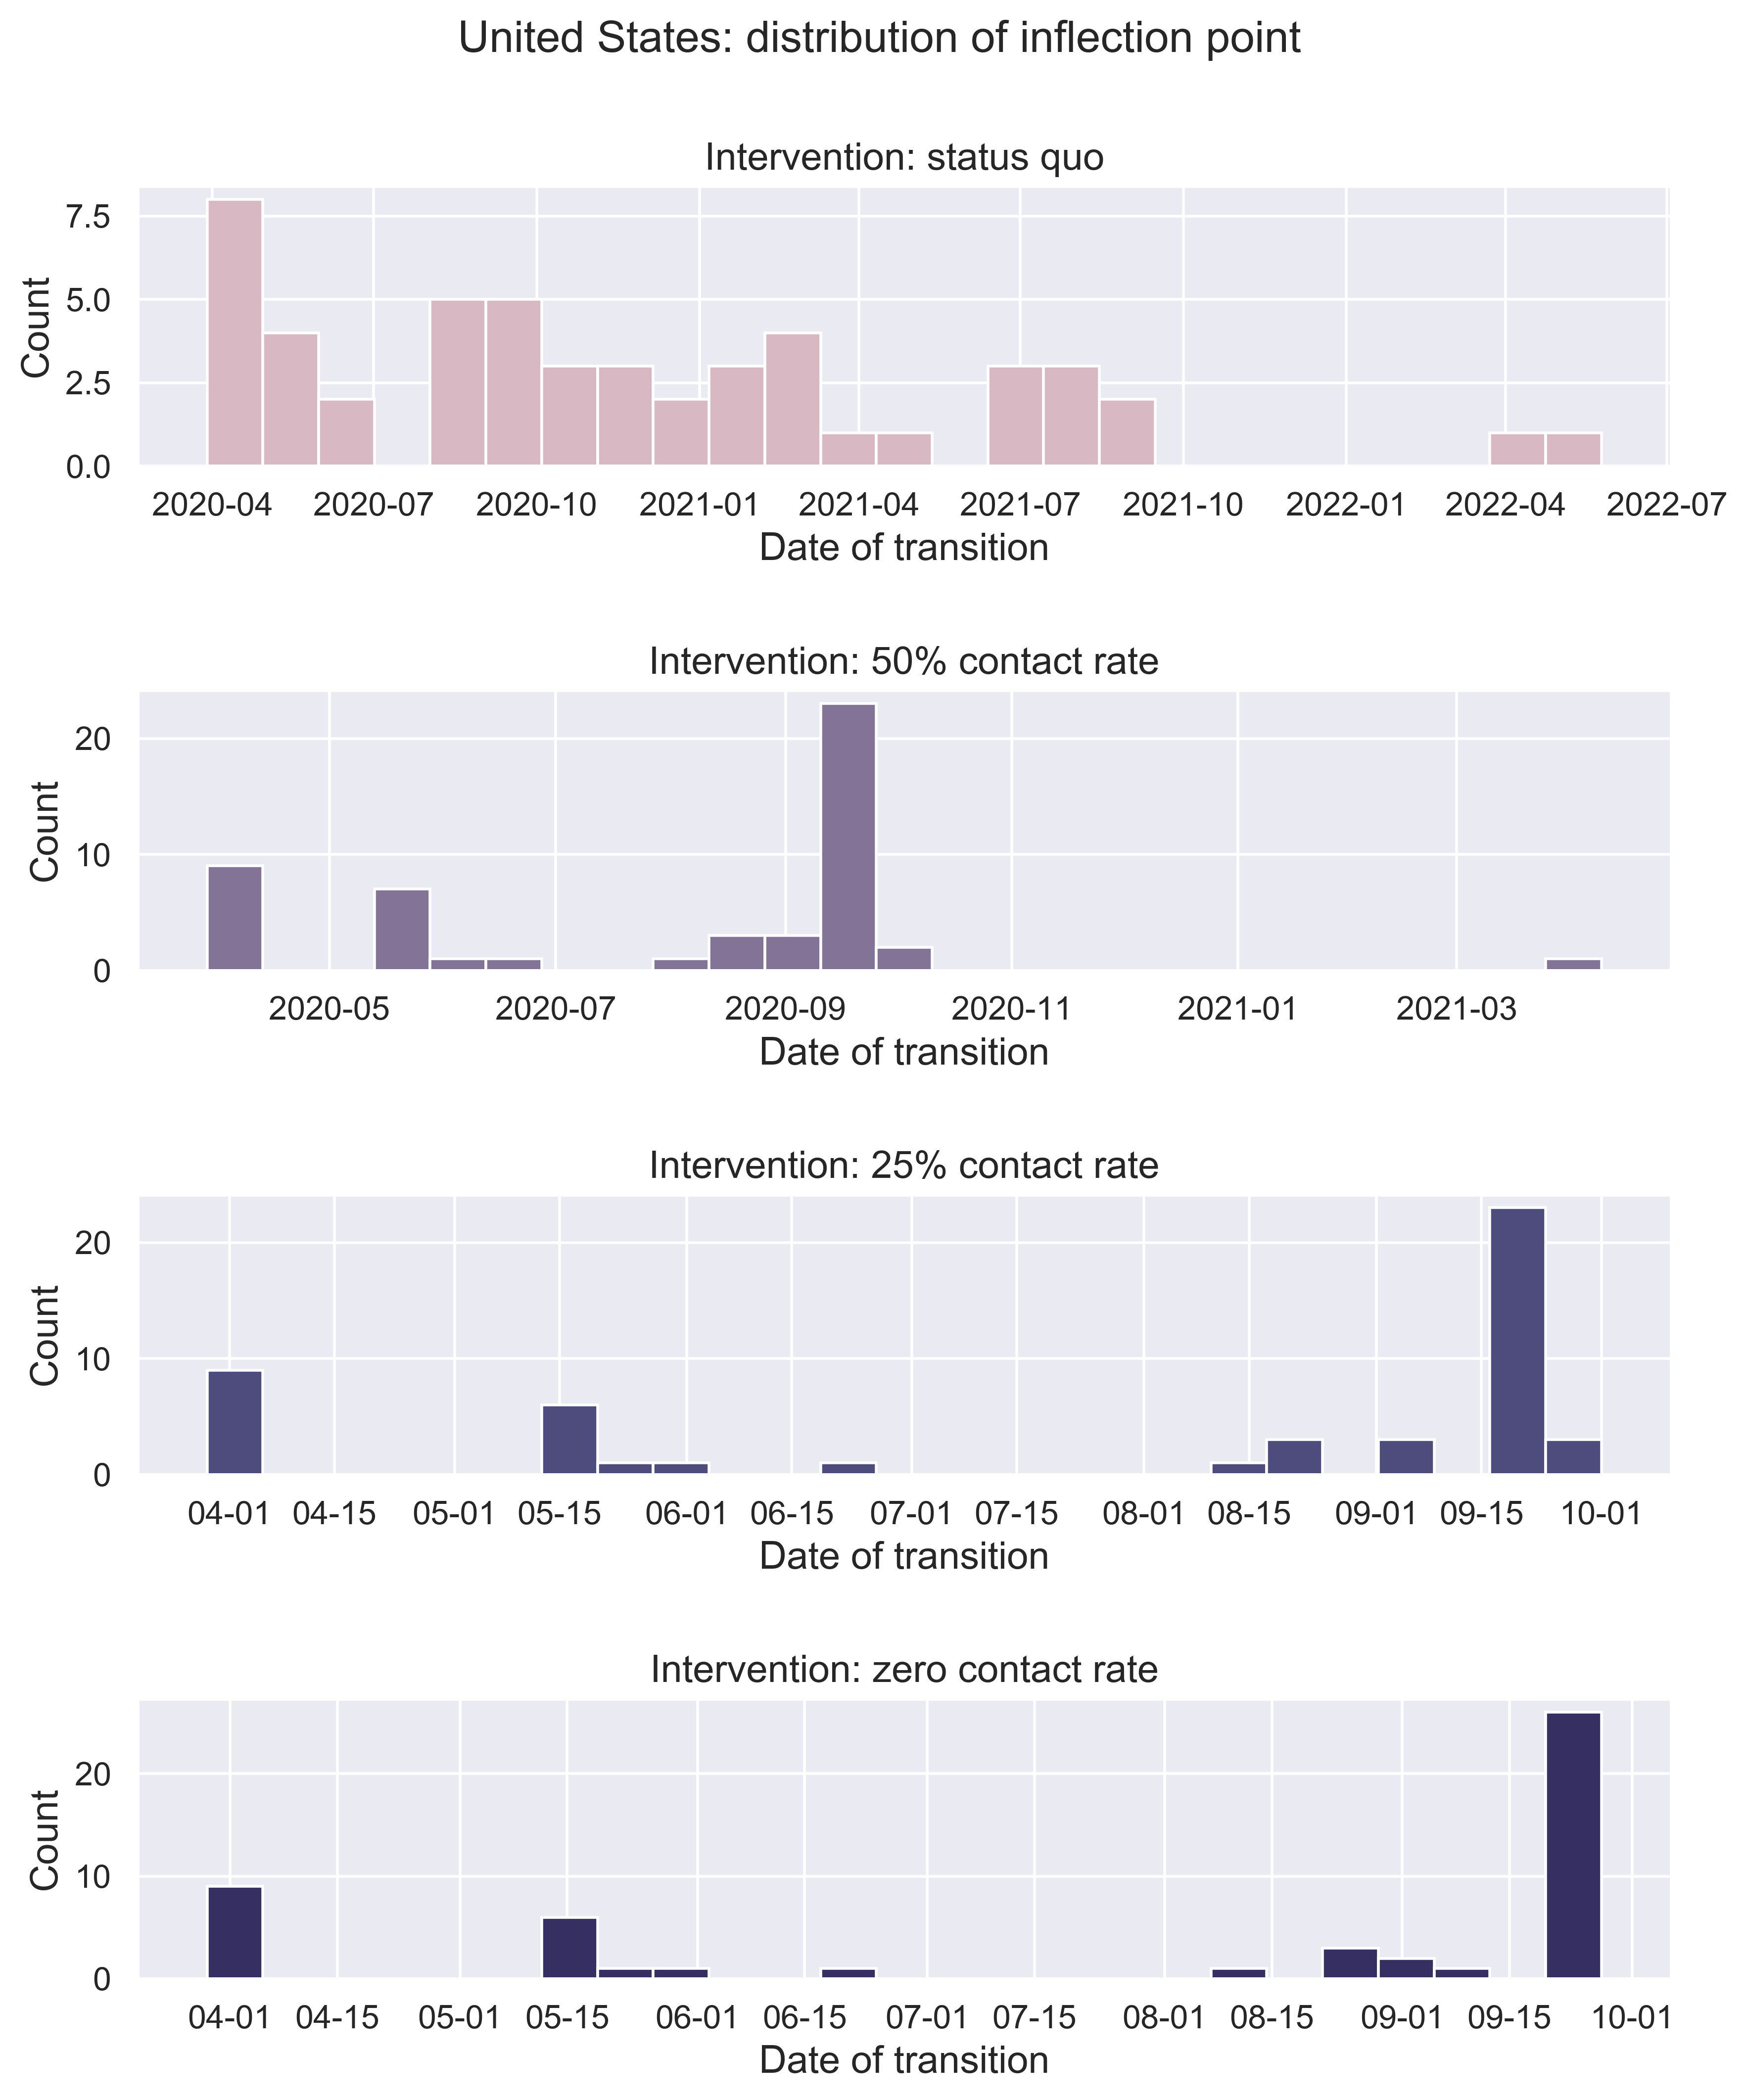 United States: distribution of inflection point
Intervention: status quo
Count
7.5
5.0
2.5
0.0
2020-04 2020-07 2020-10 2021-01 2021-04 2021-07 2021-10 2022-01 2022-04 2022-07
Date of transition
Intervention: 50% contact rate
Count
20
10
0
2020-05 2020-07 2020-09 2020-11 2021-01 2021-03
Date of transition
Intervention: 25% contact rate
Count
20
10
0
04-01 04-15 05-01 05-15 06-01 06-15 07-01 07-15 08-01 08-15 09-01 09-15 10-01
Date of transition
Intervention: zero contact rate
Count
20
10
0
04-01 04-15 05-01 05-15 06-01 06-15 07-01 07-15 08-01 08-15 09-01 09-15 10-01
Date of transition